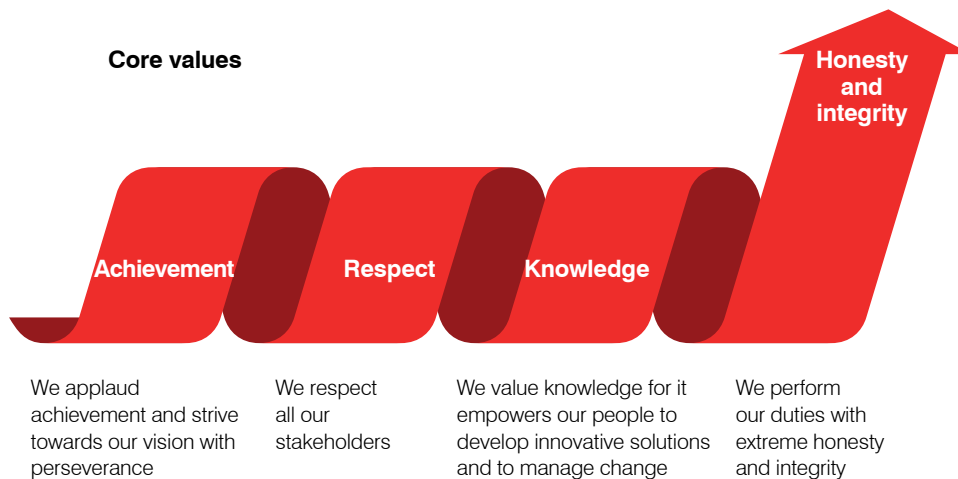 Core values
Honesty
and
integrity
Achievement
Respect
Knowledge
We applaud
achievement and strive
towards our vision with
perseverance
We respect
all our
stakeholders
We value knowledge for it
empowers our people to
develop innovative solutions
and to manage change
We perform
our duties with
extreme honesty
and integrity